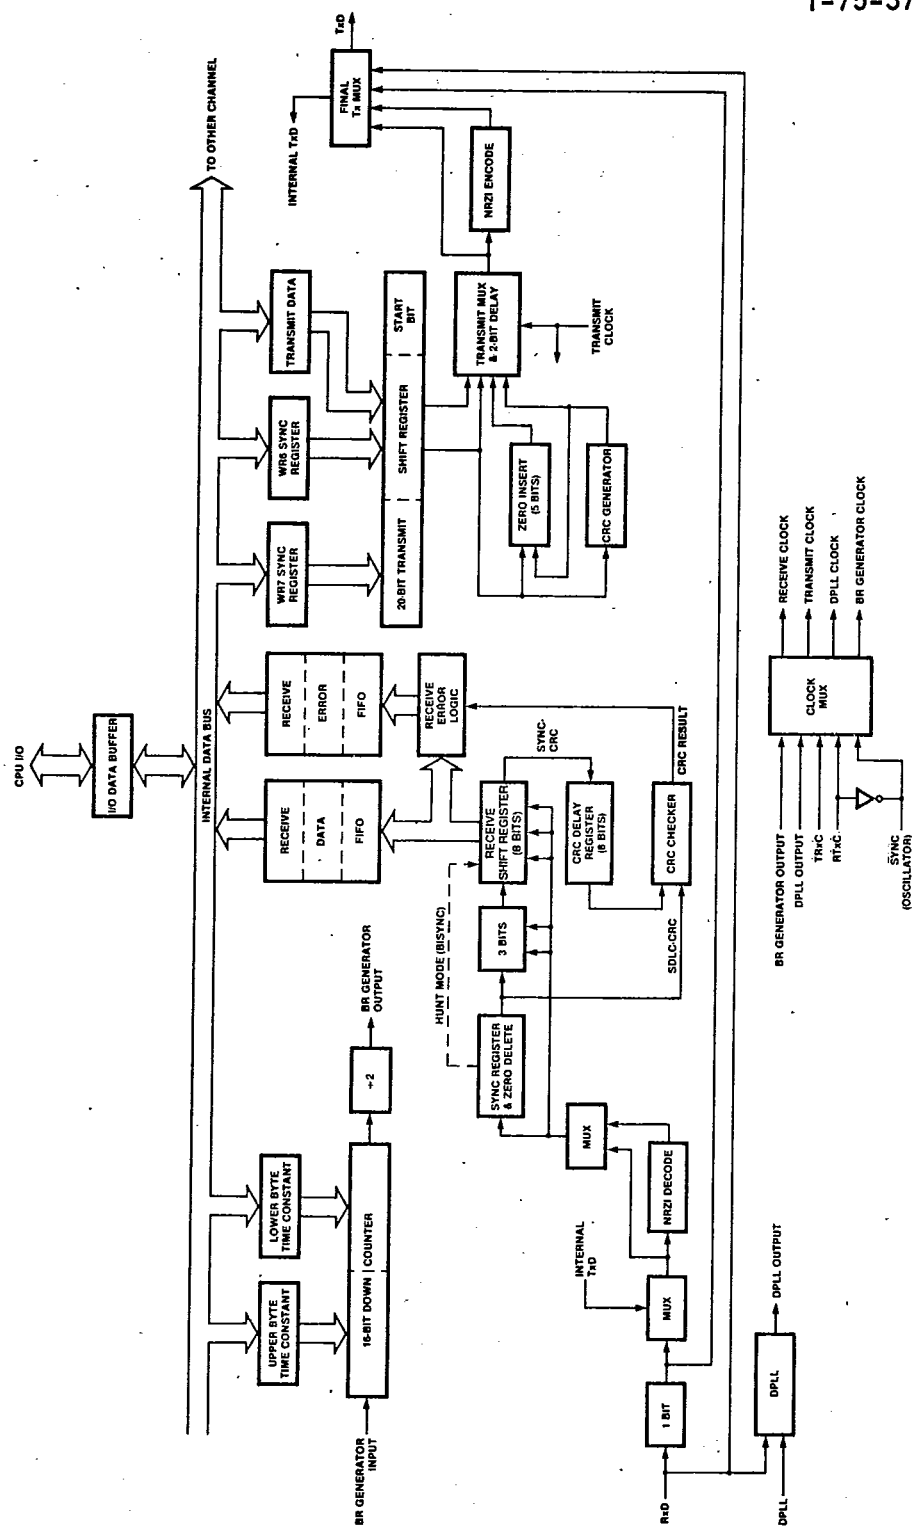 T-75-37
CPU I/O
I/O DATA BUFFER
INTERNAL DATA BUS
TO OTHER CHANNEL
UPPER BYTE
TIME CONSTANT
LOWER BYTE
TIME CONSTANT
BR GENERATOR
INPUT
16-BIT DOWN
COUNTER
÷2
BR GENERATOR
OUTPUT
RECEIVE
DATA
FIFO
RECEIVE
ERROR
FIFO
RECEIVE
ERROR
LOGIC
WR7 SYNC
REGISTER
WR6 SYNC
REGISTER
TRANSMIT DATA
20-BIT TRANSMIT
SHIFT REGISTER
START
BIT
INTERNAL TxD
FINAL
Tx MUX
TxD
NRZI ENCODE
TRANSMIT MUX
& 2-BIT DELAY
TRANSMIT
CLOCK
ZERO INSERT
(5 BITS)
CRC GENERATOR
HUNT MODE (BISYNC)
SYNC REGISTER
& ZERO DELETE
3 BITS
RECEIVE
SHIFT REGISTER
(8 BITS)
SYNC-
CRC
CRC DELAY
REGISTER
(8 BITS)
CRC CHECKER
CRC RESULT
SDLC-CRC
MUX
NRZI DECODE
INTERNAL
TxD
MUX
1 BIT
RxD
DPLL
DPLL
DPLL OUTPUT
BR GENERATOR OUTPUT
DPLL OUTPUT
TRxC
RTxC
SYNC
(OSCILLATOR)
CLOCK
MUX
RECEIVE CLOCK
TRANSMIT CLOCK
DPLL CLOCK
BR GENERATOR CLOCK